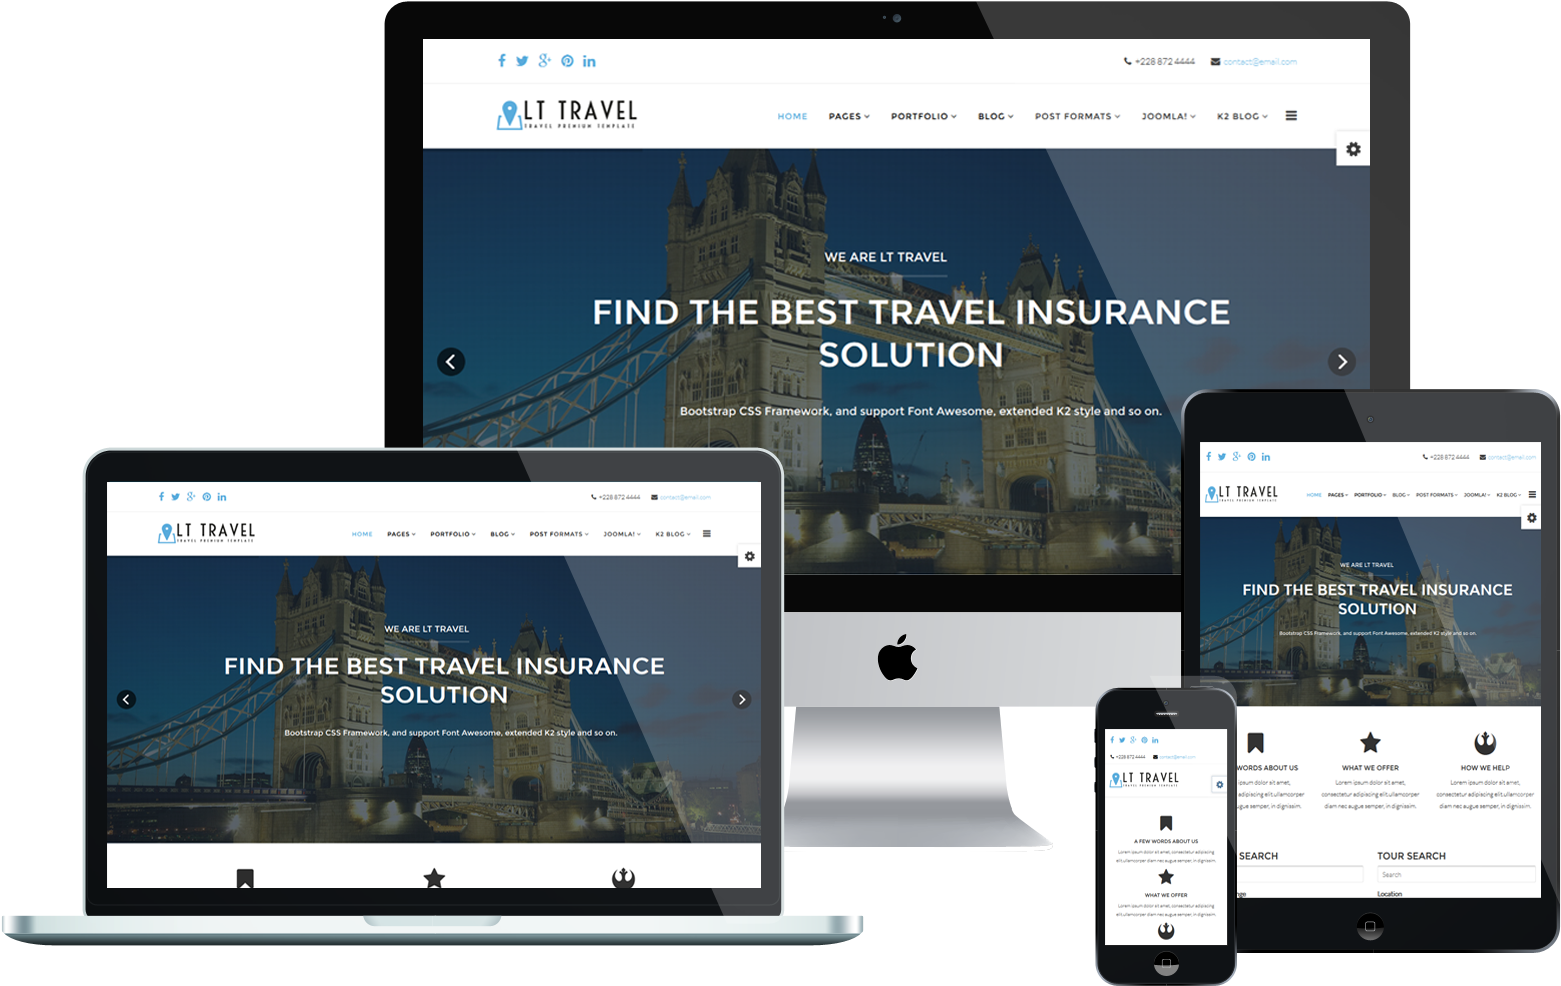 +228 872 4444 contact@email.com
LT TRAVEL
TRAVEL PREMIUM TEMPLATE
HOME PAGES PORTFOLIO BLOG POST FORMATS JOOMLA! K2 BLOG
WE ARE LT TRAVEL
FIND THE BEST TRAVEL INSURANCE
SOLUTION
Bootstrap CSS Framework, and support Font Awesome, extended K2 style and so on.
+228 872 4444 contact@email.com
LT TRAVEL
TRAVEL PREMIUM TEMPLATE
HOME PAGES PORTFOLIO BLOG POST FORMATS JOOMLA! K2 BLOG
WE ARE LT TRAVEL
FIND THE BEST TRAVEL INSURANCE
SOLUTION
Bootstrap CSS Framework, and support Font Awesome, extended K2 style and so on.
+228 872 4444 contact@email.com
LT TRAVEL
TRAVEL PREMIUM TEMPLATE
HOME PAGES PORTFOLIO BLOG POST FORMATS JOOMLA! K2 BLOG
WE ARE LT TRAVEL
FIND THE BEST TRAVEL INSURANCE
SOLUTION
Bootstrap CSS Framework, and support Font Awesome, extended K2 style and so on.
WORDS ABOUT US WHAT WE OFFER HOW WE HELP
ipsum dolor sit amet, Lorem ipsum dolor sit amet, Lorem ipsum dolor sit amet,
adipiscing elit.ullamcorper consectetur adipiscing elit.ullamcorper consectetur adipiscing elit.ullamcorper
augue semper, in dignissim. diam nec augue semper, in dignissim. diam nec augue semper, in dignissim.
SEARCH TOUR SEARCH
Search
Location
+228 872 4444 contact@email.com
LT TRAVEL
TRAVEL PREMIUM TEMPLATE
A FEW WORDS ABOUT US
Lorem ipsum dolor sit amet, consectetur adipiscing
elit.ullamcorper diam nec augue semper, in dignissim.
WHAT WE OFFER
Lorem ipsum dolor sit amet, consectetur adipiscing
elit.ullamcorper diam nec augue semper, in dignissim.